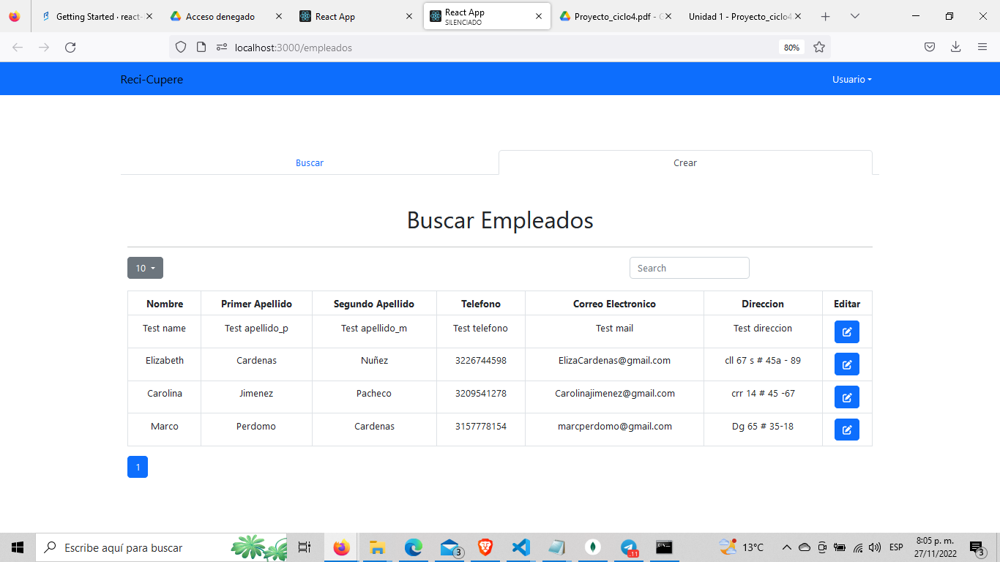 Getting Started · react-
Acceso denegado
React App
React App
SILENCIADO
Proyecto_ciclo4.pdf - G
Unidad 1 - Proyecto_ciclo4
localhost:3000/empleados
80%
Reci-Cupere
Usuario
Buscar
Crear
Buscar Empleados
10
Search
Nombre Primer Apellido Segundo Apellido Telefono Correo Electronico Direccion Editar
Test name Test apellido_p Test apellido_m Test telefono Test mail Test direccion
Elizabeth Cardenas Nuñez 3226744598 ElizaCardenas@gmail.com cll 67 s # 45a - 89
Carolina Jimenez Pacheco 3209541278 Carolinajimenez@gmail.com crr 14 # 45 -67
Marco Perdomo Cardenas 3157778154 marcperdomo@gmail.com Dg 65 # 35-18
1
Escribe aquí para buscar
3
.11
13°C
ESP
8:05 p. m.
27/11/2022
3